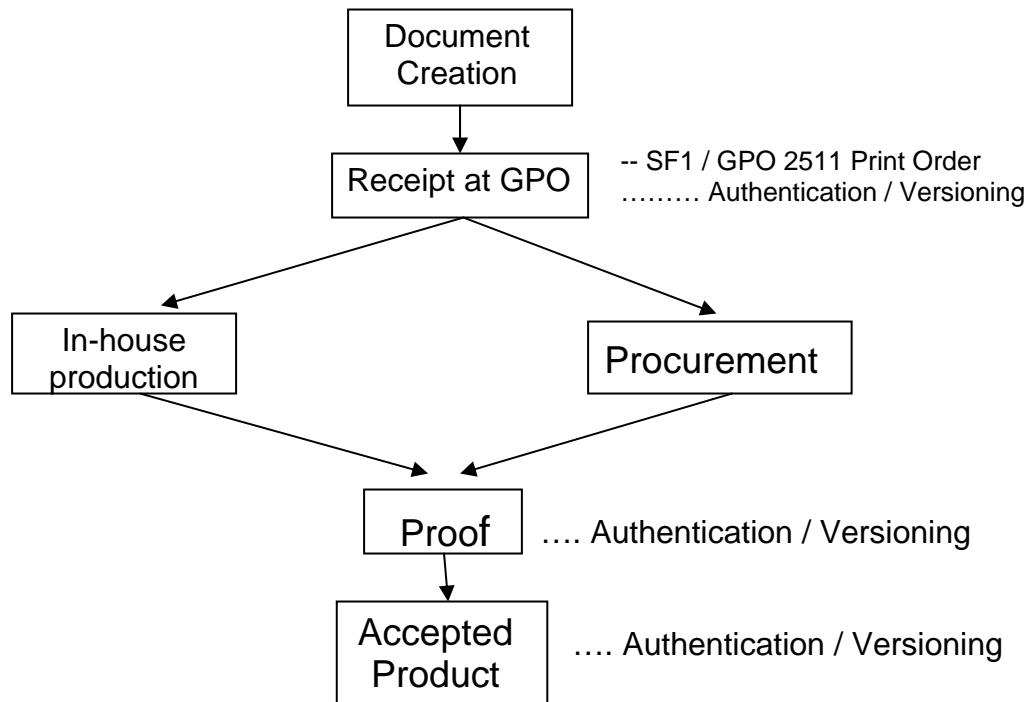 Document
Creation
Receipt at GPO
-- SF1 / GPO 2511 Print Order
……… Authentication / Versioning
In-house
production
Procurement
Proof
…. Authentication / Versioning
Accepted
Product
…. Authentication / Versioning